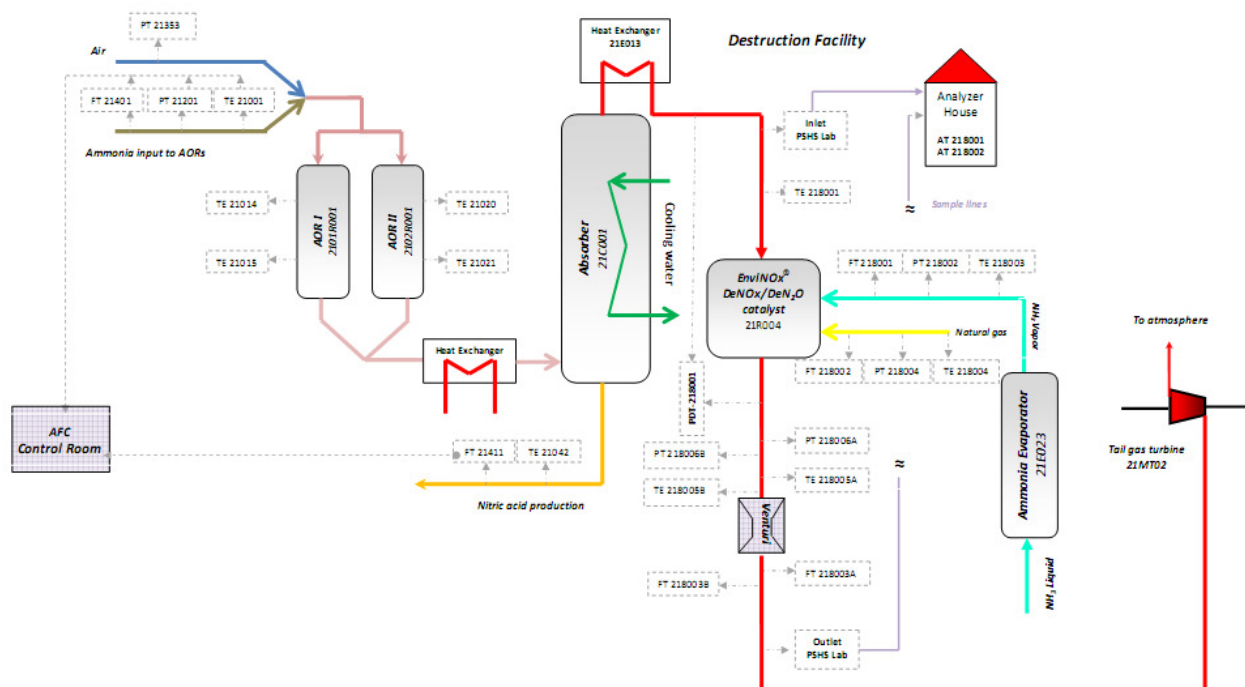 PT 21353
Heat Exchanger
21E013
Destruction Facility
Air
FT 21401
PT 21201
TE 21001
Analyzer
House
AT 218001
AT 218002
Inlet
PSHS Lab
Ammonia input to AORs
TE 21014
AOR I
2101R001
AOR II
2102R001
TE 21020
TE 218001
Sample lines
≈
Absorber
21C001
Cooling water
TE 21015
TE 21021
EnviNOx®
DeNOx/DeN₂O
catalyst
21R004
FT 218001
PT 218002
TE 218003
NH₃ Vapor
Natural gas
To atmosphere
Heat Exchanger
FT 218002
PT 218004
TE 218004
PDT-218001
AFC
Control Room
FT 21411
TE 21042
PT 218006B
PT 218006A
≈
Ammonia Evaporator
21E023
Tail gas turbine
21MT02
TE 218005B
TE 218005A
Nitric acid production
Venturi
FT 218003B
FT 218003A
NH₃ Liquid
Outlet
PSHS Lab